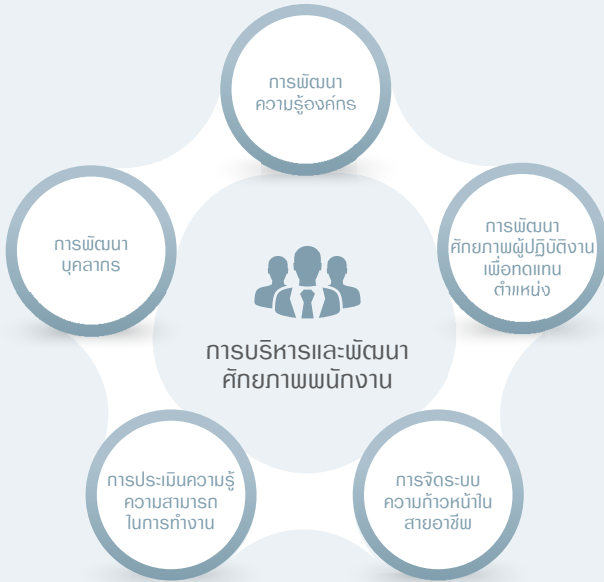 การพัฒนา
ความรู้องค์กร
การพัฒนา
บุคลากร
การพัฒนา
ศักยภาพผู้ปฏิบัติงาน
เพื่อทดแทน
ตำแหน่ง
การบริหารและพัฒนา
ศักยภาพพนักงาน
การประเมินความรู้
ความสามารถ
ในการทำงาน
การจัดระบบ
ความก้าวหน้าใน
สายอาชีพ